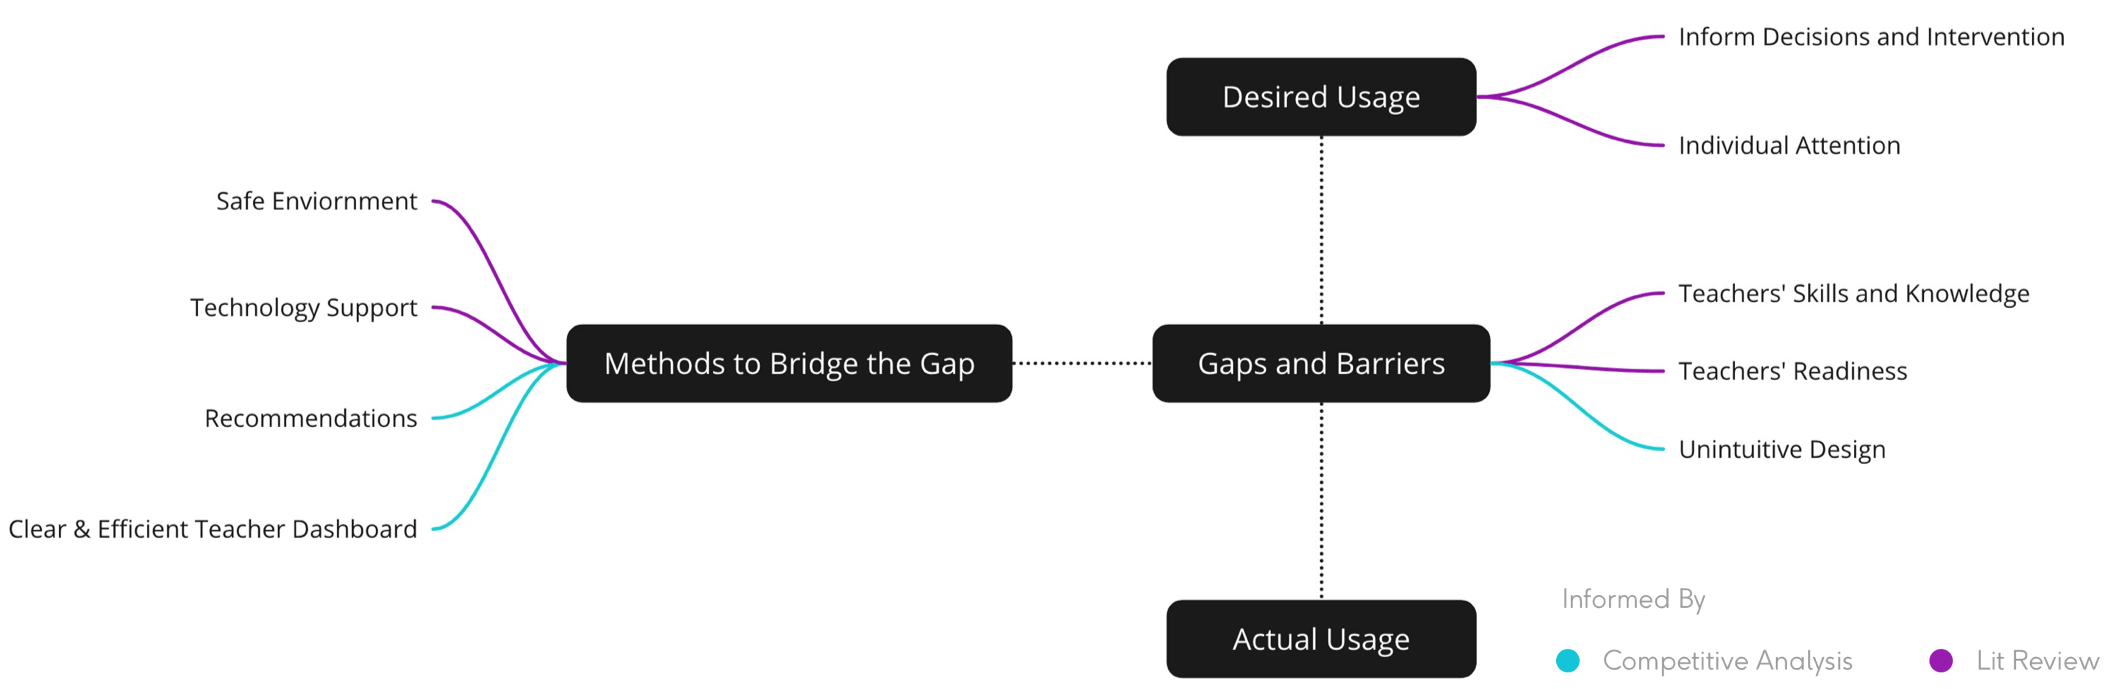 Inform Decisions and Intervention
Desired Usage
Individual Attention
Safe Enviornment
Technology Support
Recommendations
Clear & Efficient Teacher Dashboard
Methods to Bridge the Gap
Gaps and Barriers
Teachers' Skills and Knowledge
Teachers' Readiness
Unintuitive Design
Actual Usage
Informed By
Competitive Analysis
Lit Review